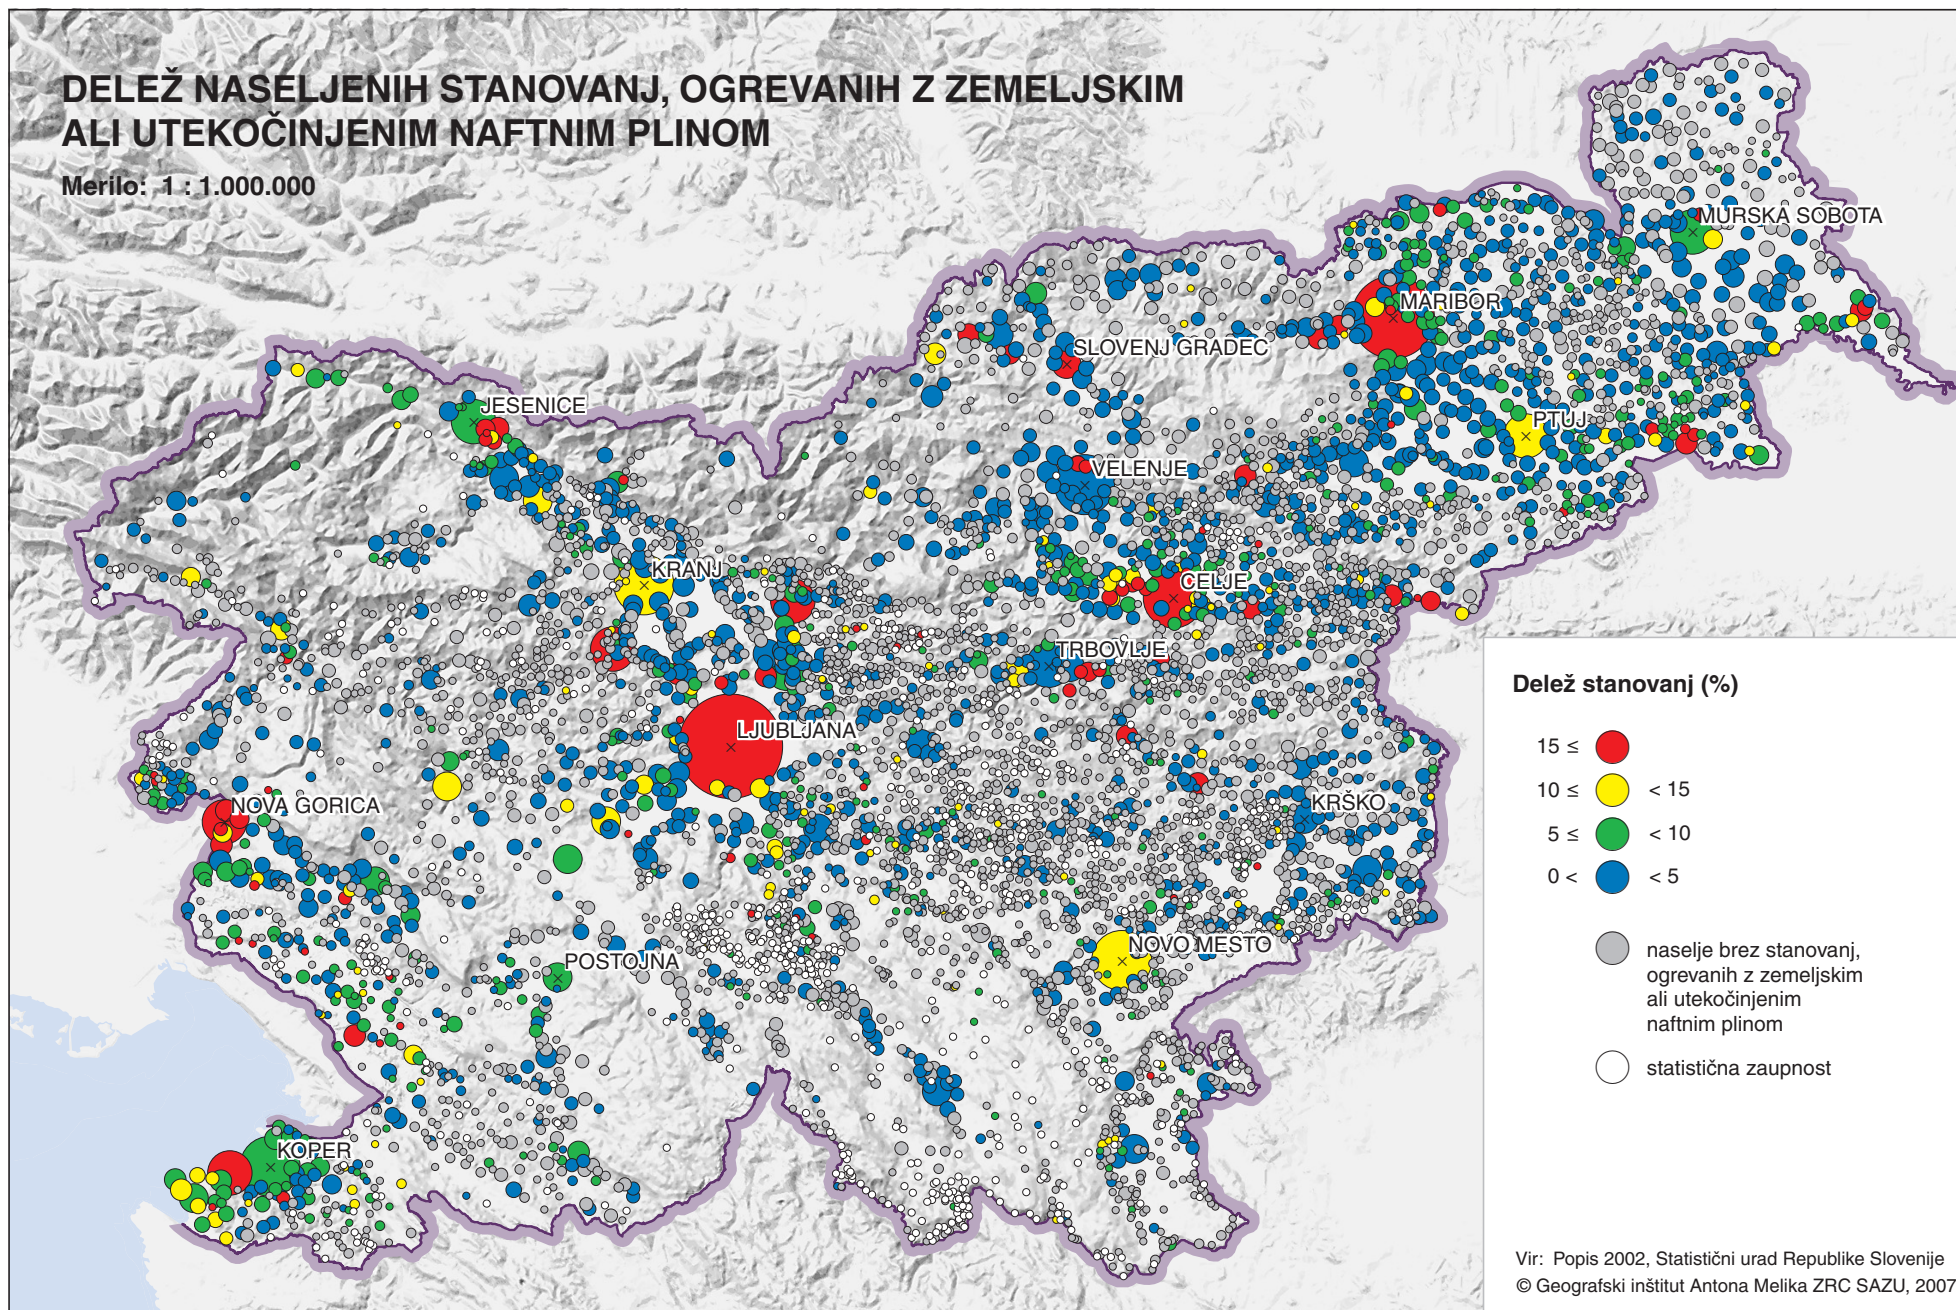 DELEŽ NASELJENIH STANOVANJ, OGREVANIH Z ZEMELJSKIM
ALI UTEKOČINJENIM NAFTNIM PLINOM
Merilo: 1 : 1.000.000
MURSKA SOBOTA
MARIBOR
SLOVENJ GRADEC
JESENICE
PTUJ
VELENJE
KRANJ
CELJE
TRBOVLJE
LJUBLJANA
NOVA GORICA
KRŠKO
NOVO MESTO
POSTOJNA
KOPER
Delež stanovanj (%)
15 ≤
10 ≤ < 15
5 ≤ < 10
0 < < 5
naselje brez stanovanj,
ogrevanih z zemeljskim
ali utekočinjenim
naftnim plinom
statistična zaupnost
Vir: Popis 2002, Statistični urad Republike Slovenije
© Geografski inštitut Antona Melika ZRC SAZU, 2007